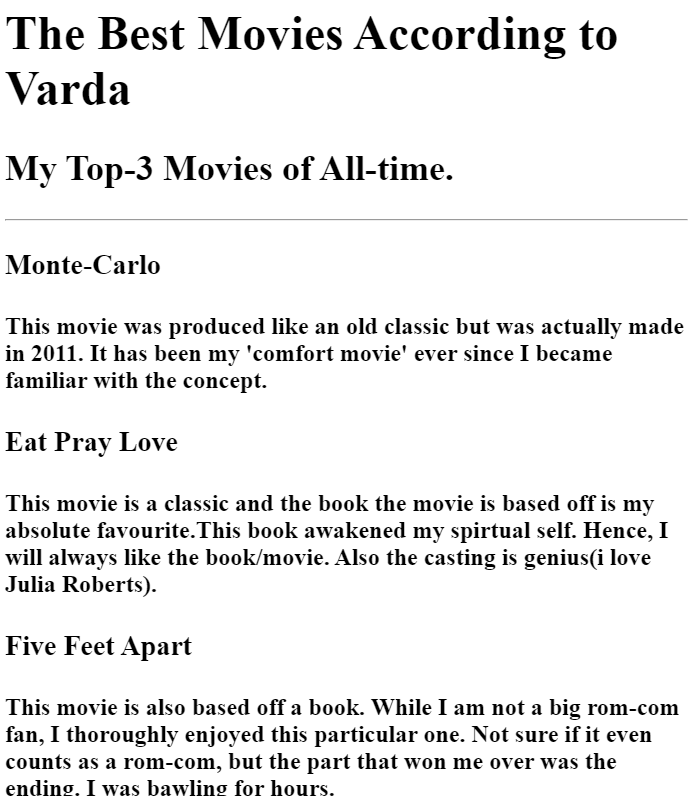 The Best Movies According to
Varda
My Top-3 Movies of All-time.
Monte-Carlo
This movie was produced like an old classic but was actually made
in 2011. It has been my 'comfort movie' ever since I became
familiar with the concept.
Eat Pray Love
This movie is a classic and the book the movie is based off is my
absolute favourite.This book awakened my spirtual self. Hence, I
will always like the book/movie. Also the casting is genius(i love
Julia Roberts).
Five Feet Apart
This movie is also based off a book. While I am not a big rom-com
fan, I thoroughly enjoyed this particular one. Not sure if it even
counts as a rom-com, but the part that won me over was the
ending. I was bawling for hours.